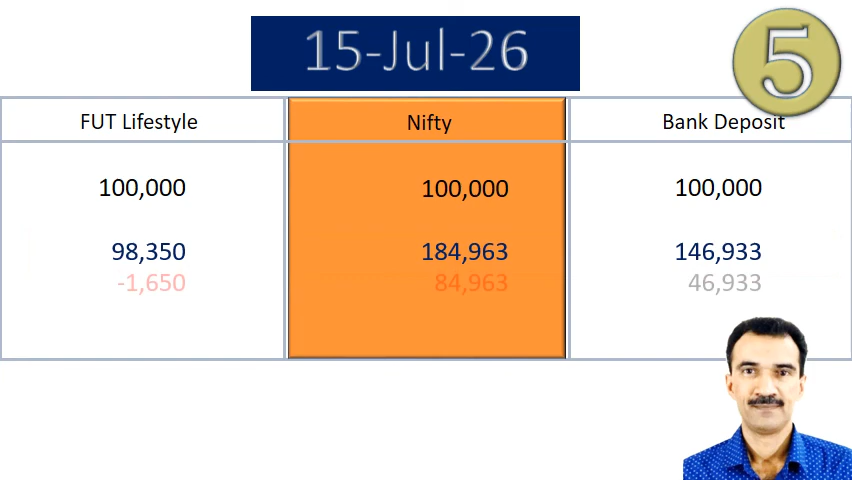 15-Jul-26
5
FUT Lifestyle Nifty Bank Deposit
100,000 100,000 100,000
98,350 184,963 146,933
-1,650 84,963 46,933